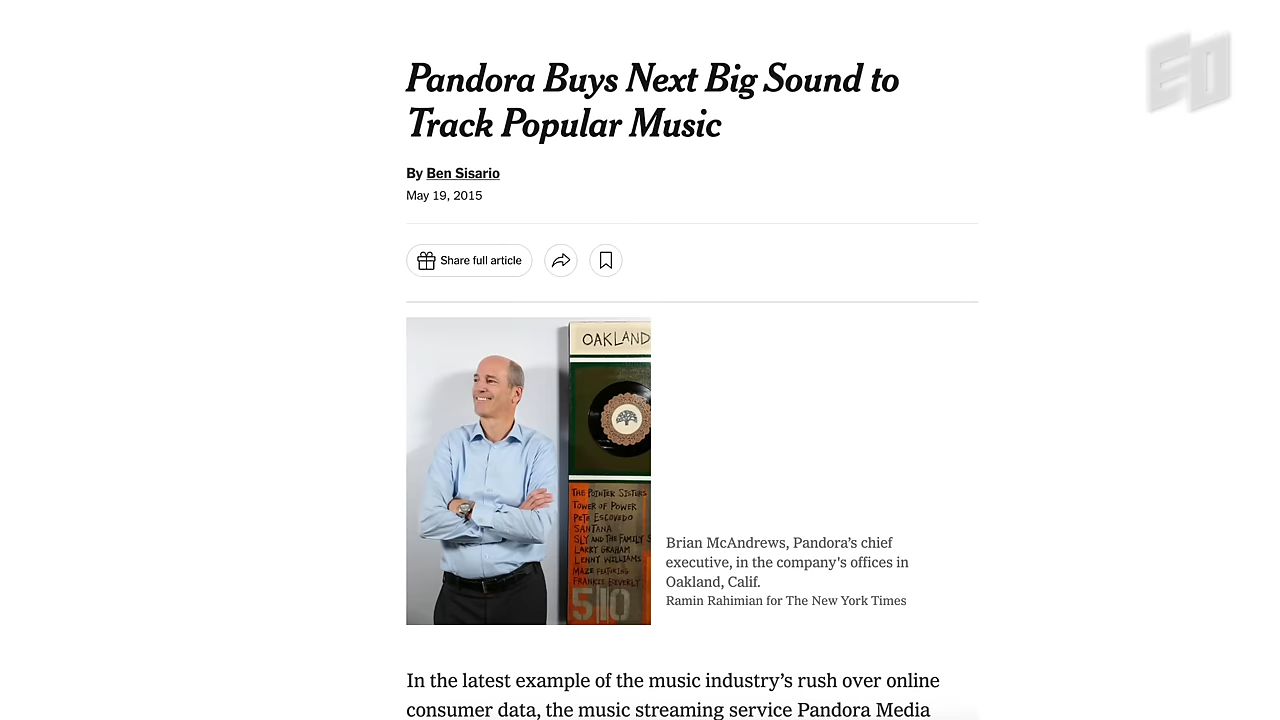 ED
Pandora Buys Next Big Sound to
Track Popular Music
By Ben Sisario
May 19, 2015
Share full article
OAKLAND
THE POINTER SISTERS
TOWER OF POWER
PETE ESCOVEDO
SANTANA
SLY AND THE FAMILY S
LARRY GRAHAM
LENNY WILLIAMS
MAZE FEATURING
FRANKIE BEVERLY
510
Brian McAndrews, Pandora’s chief
executive, in the company's offices in
Oakland, Calif.
Ramin Rahimian for The New York Times
In the latest example of the music industry’s rush over online
consumer data, the music streaming service Pandora Media